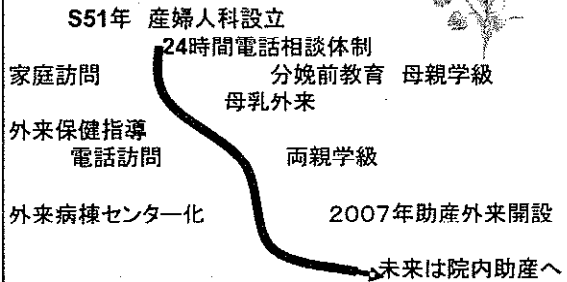 S51年 産婦人科設立
24時間電話相談体制
家庭訪問 分娩前教育 母親学級
母乳外来
外来保健指導
電話訪問 両親学級
外来病棟センター化 2007年助産外来開設
未来は院内助産へ